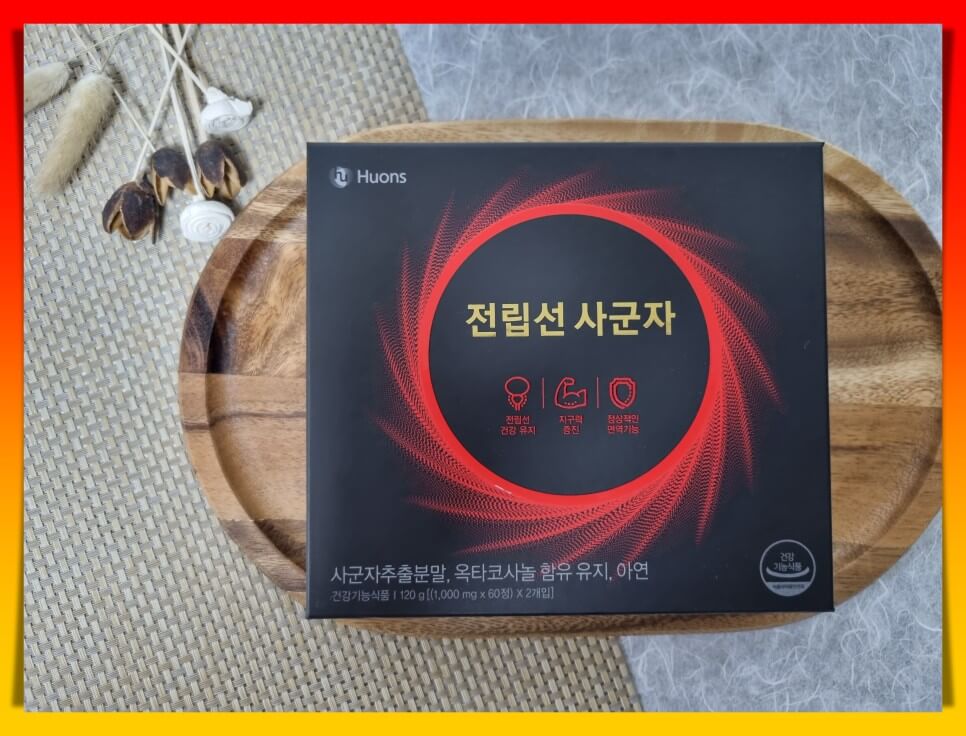 Huons
전립선 사군자
전립선
건강 유지
지구력
증진
정상적인
면역기능
사군자추출분말, 옥타코사놀 함유 유지, 아연
건강기능식품 I 120 g [(1,000 mg x 60정) X 2개입]
건강
기능식품